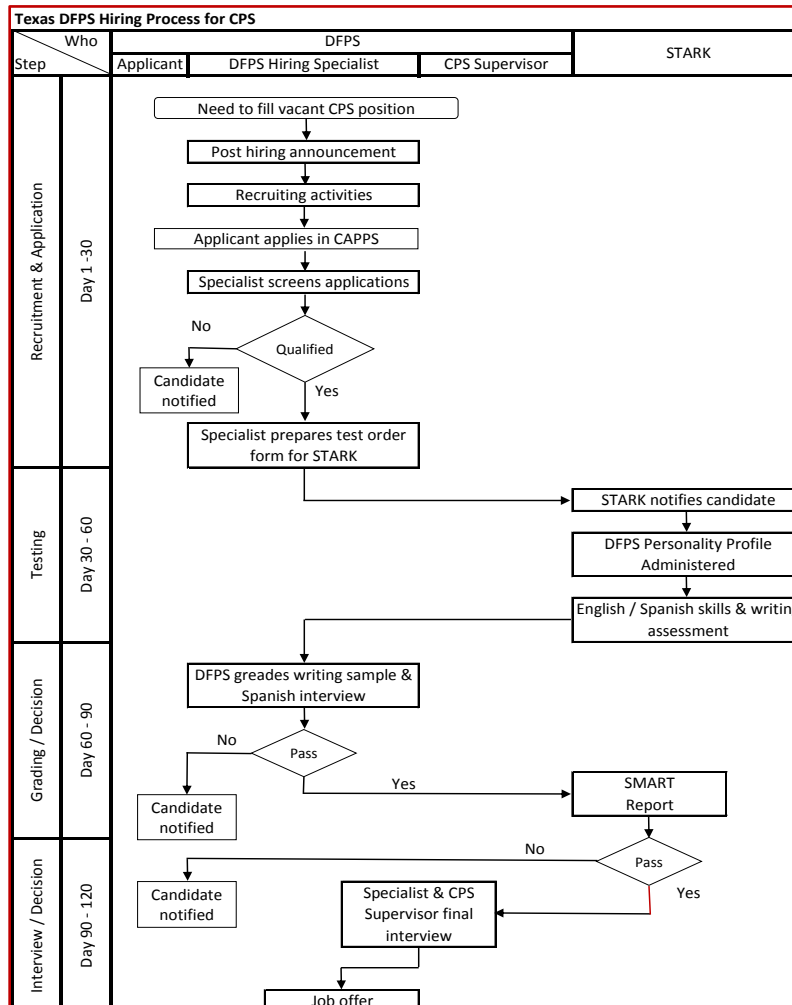 Texas DFPS Hiring Process for CPS
Who
Step
DFPS
STARK
Applicant
DFPS Hiring Specialist
CPS Supervisor
Recruitment & Application
Day 1 -30
Need to fill vacant CPS position
Post hiring announcement
Recruiting activities
Applicant applies in CAPPS
Specialist screens applications
No
Qualified
Candidate
notified
Yes
Specialist prepares test order
form for STARK
Testing
Day 30 - 60
STARK notifies candidate
DFPS Personality Profile
Administered
English / Spanish skills & writin
assessment
Grading / Decision
Day 60 - 90
DFPS greades writing sample &
Spanish interview
No
Pass
Yes
Candidate
notified
SMART
Report
Interview / Decision
Day 90 - 120
No
Pass
Yes
Candidate
notified
Specialist & CPS
Supervisor final
interview
Job offer